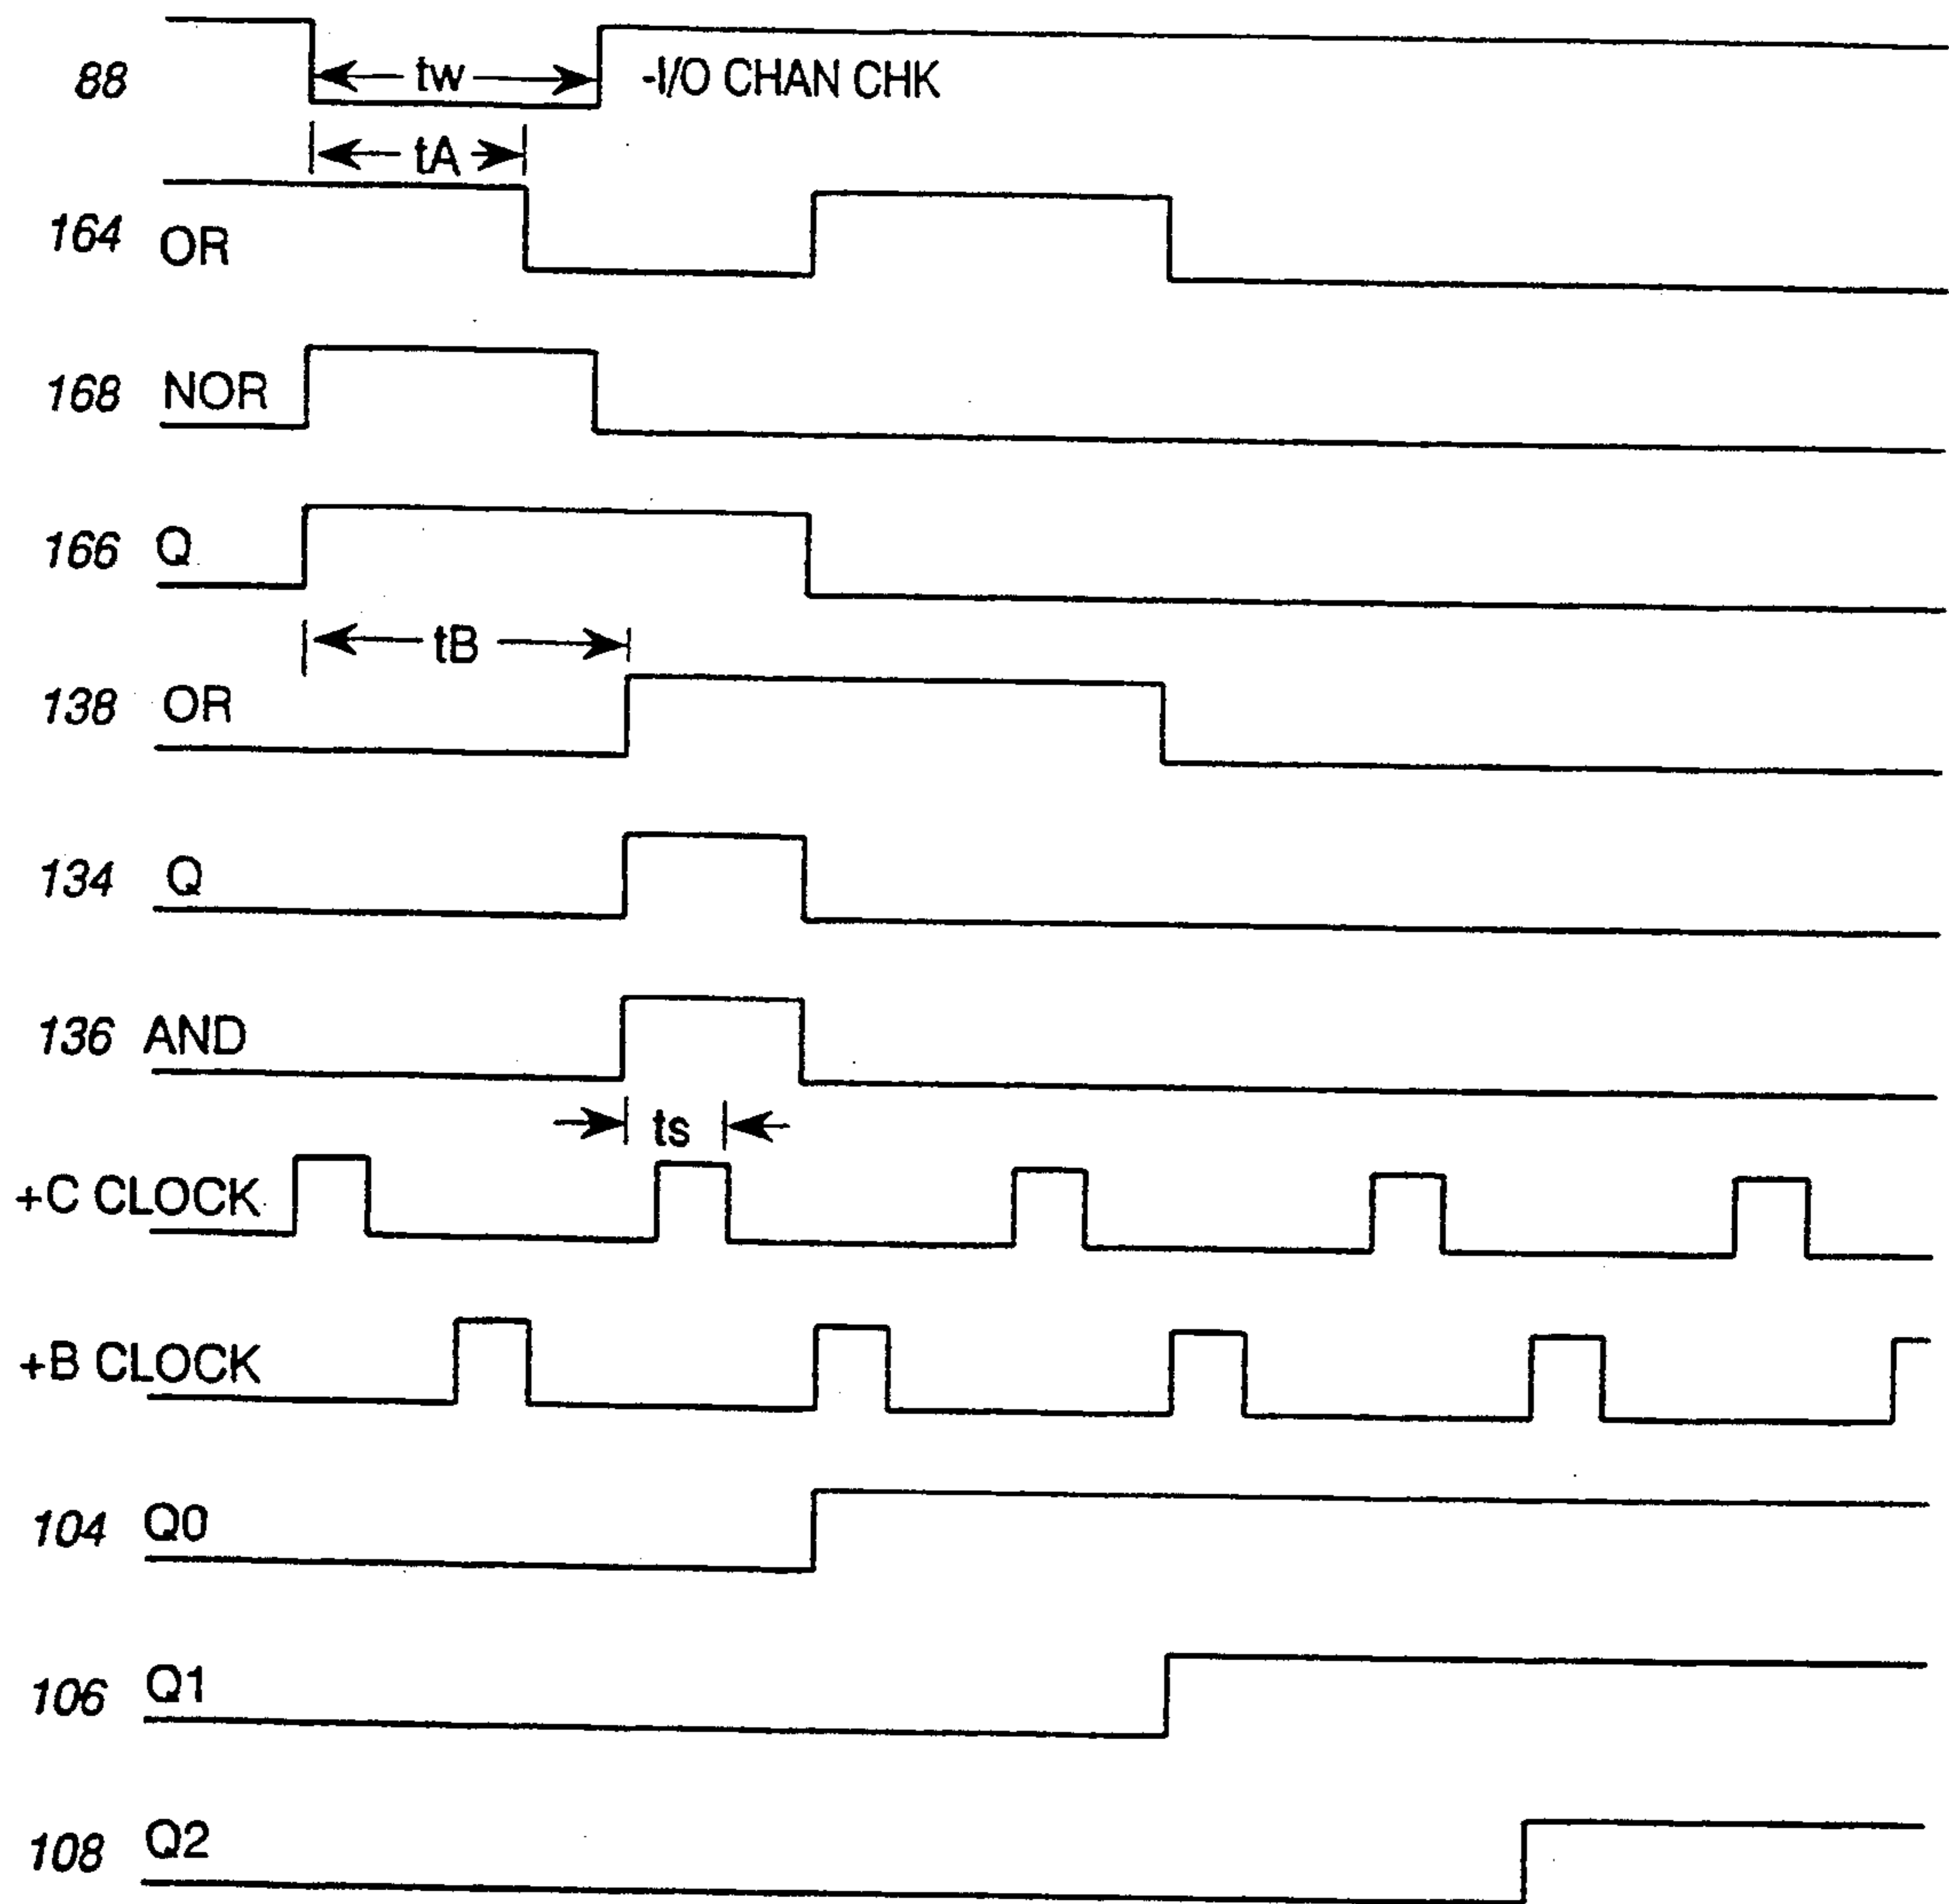 88 tw -I/O CHAN CHK
tA
164 OR
168 NOR
166 Q
tB
138 OR
134 Q
136 AND
ts
+C CLOCK
+B CLOCK
104 Q0
106 Q1
108 Q2